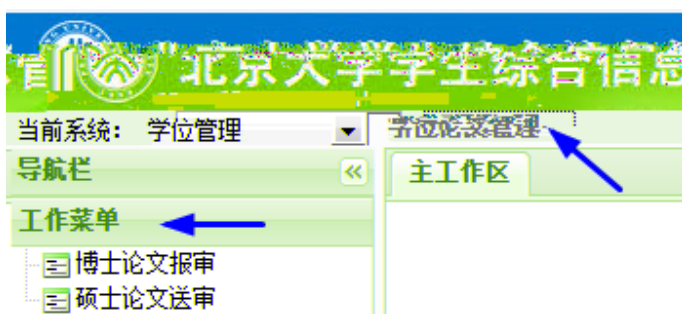 北京大学学生综合信息
当前系统： 学位管理 学位论文管理
导航栏 主工作区
工作菜单
博士论文报审
硕士论文送审